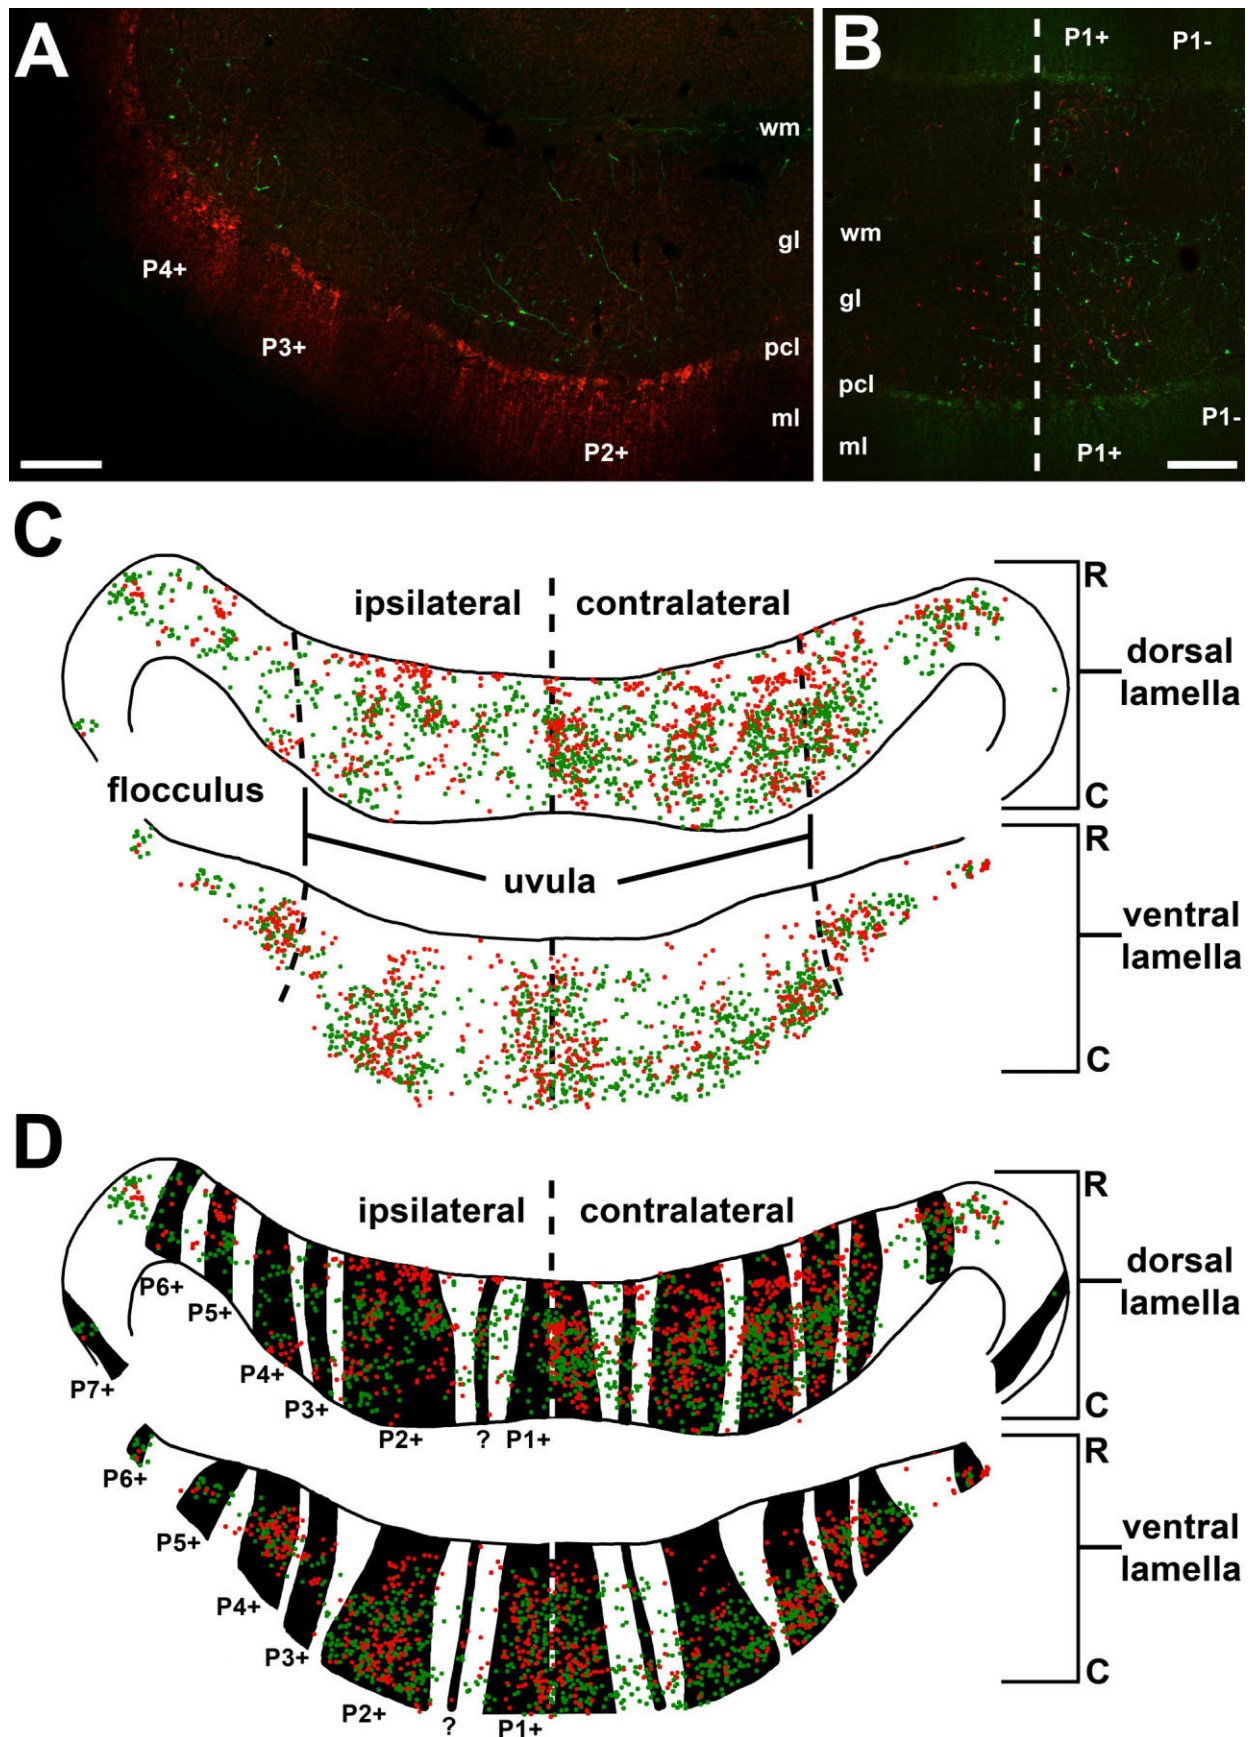 A
wm
gl
P4+
P3+
pcl
ml
P2+
B
P1+
P1-
wm
gl
pcl
P1-
ml
P1+
C
R
ipsilateral
contralateral
dorsal
lamella
flocculus
C
R
uvula
ventral
lamella
C
D
R
ipsilateral
contralateral
dorsal
lamella
P6+
P5+
P7+
P4+
P3+
P2+
?
P1+
C
R
P6+
P5+
ventral
lamella
P4+
P3+
C
P2+
?
P1+